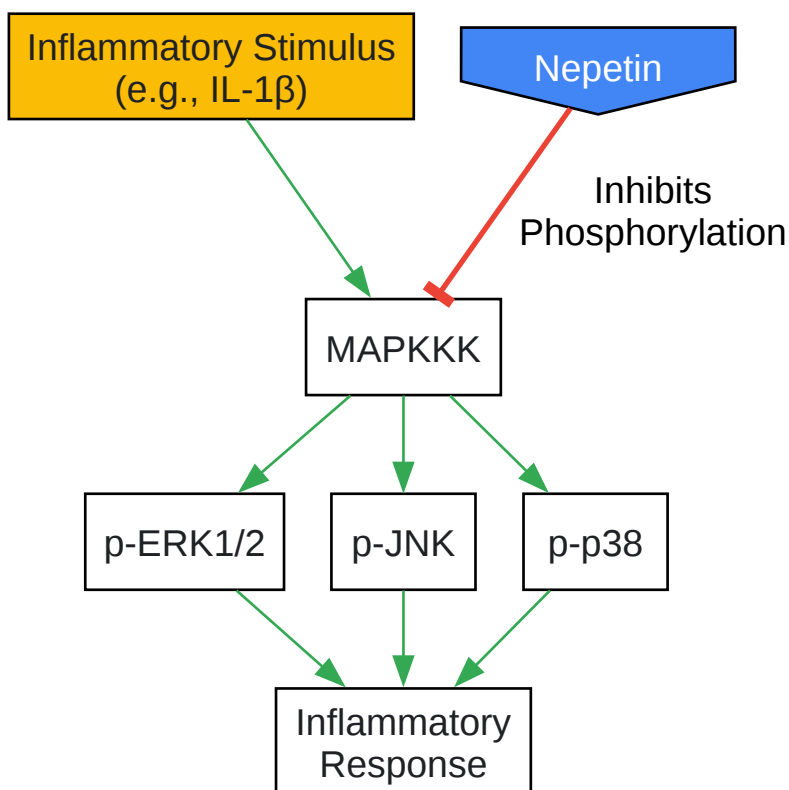 Inflammatory Stimulus
(e.g., IL-1β)
Nepetin
Inhibits
Phosphorylation
MAPKKK
p-ERK1/2
p-JNK
p-p38
Inflammatory
Response